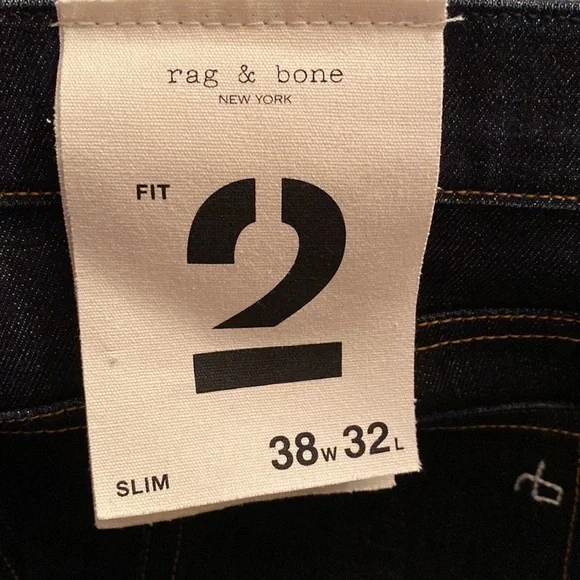 rag & bone
NEW YORK
FIT 2
SLIM 38W 32L